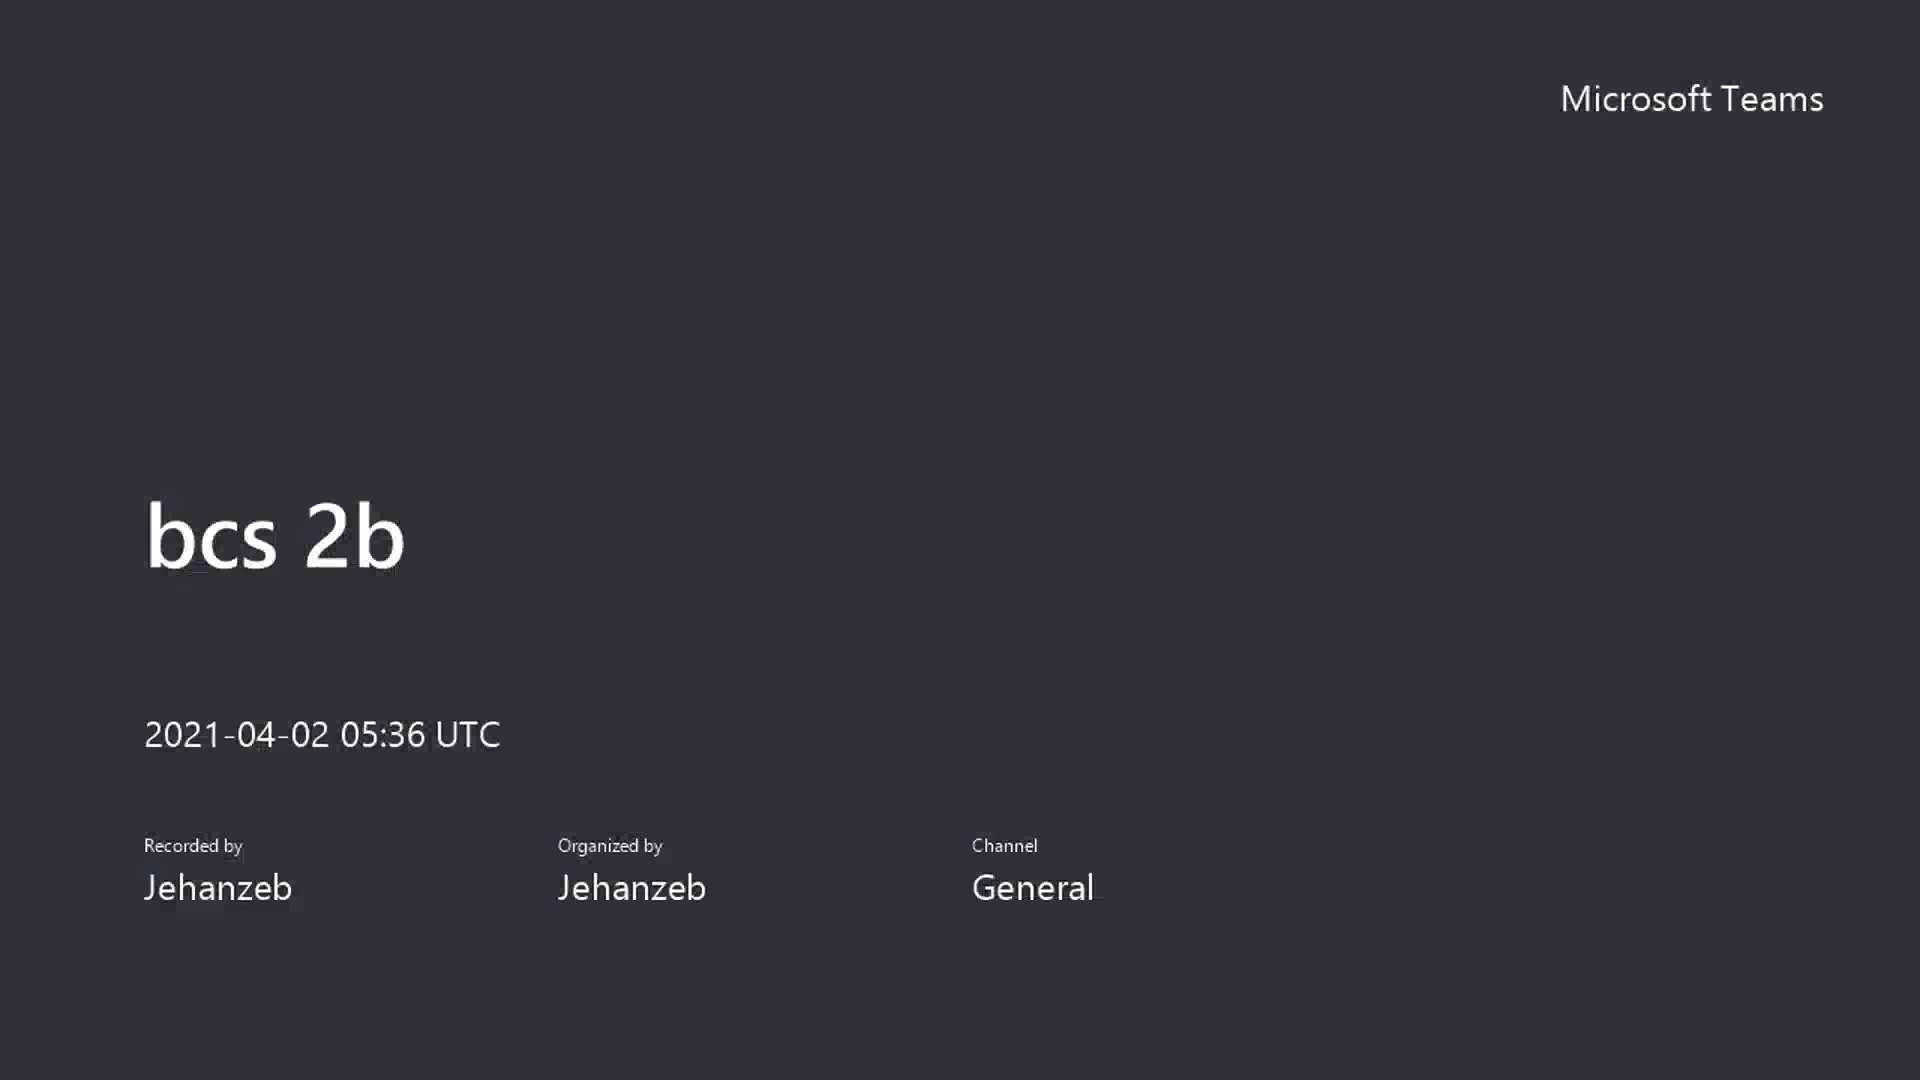 Microsoft Teams
bcs 2b
2021-04-02 05:36 UTC
Recorded by
Jehanzeb
Organized by
Jehanzeb
Channel
General